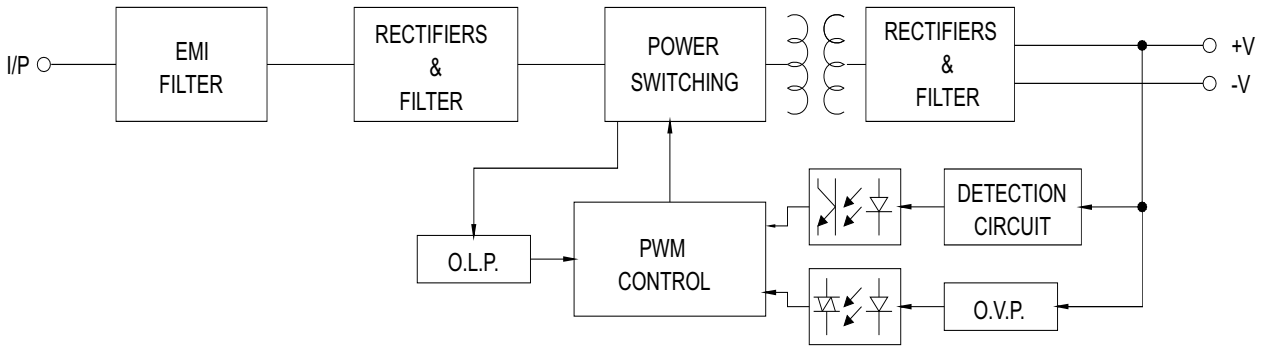 I/P
EMI
FILTER
RECTIFIERS
&
FILTER
POWER
SWITCHING
RECTIFIERS
&
FILTER
+V
-V
DETECTION
CIRCUIT
O.L.P.
PWM
CONTROL
O.V.P.